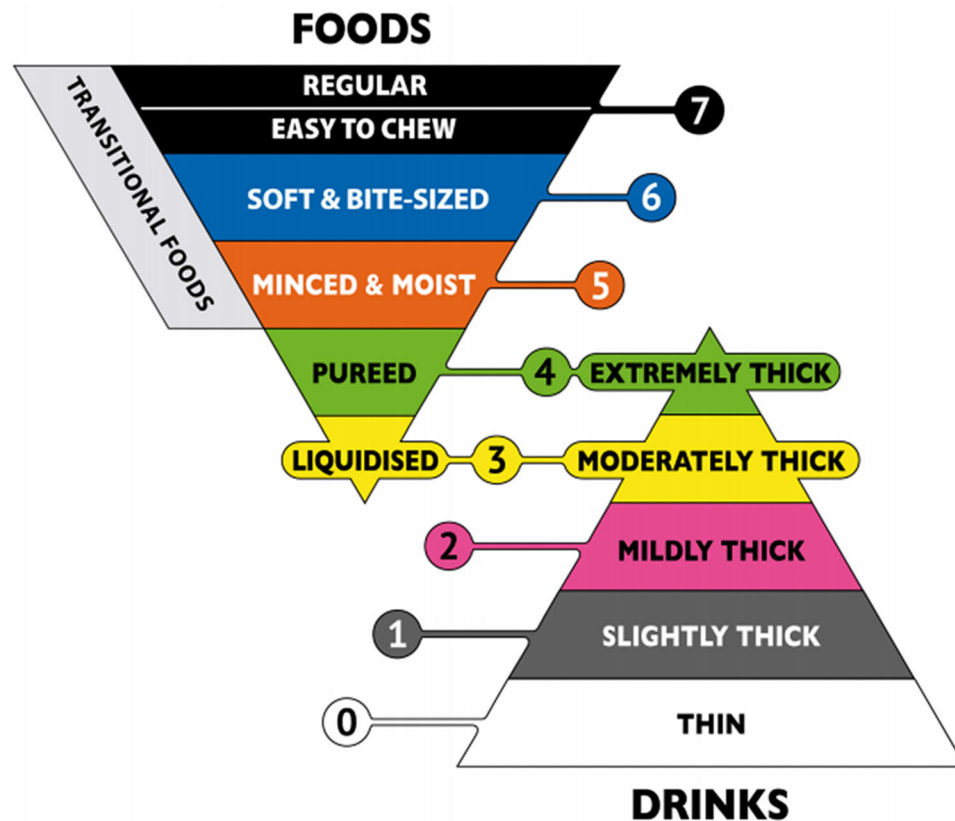 FOODS
TRANSITIONAL FOODS
REGULAR
EASY TO CHEW
7
SOFT & BITE-SIZED
6
MINCED & MOIST
5
PUREED
4
EXTREMELY THICK
LIQUIDISED
3
MODERATELY THICK
2
MILDLY THICK
1
SLIGHTLY THICK
0
THIN
DRINKS